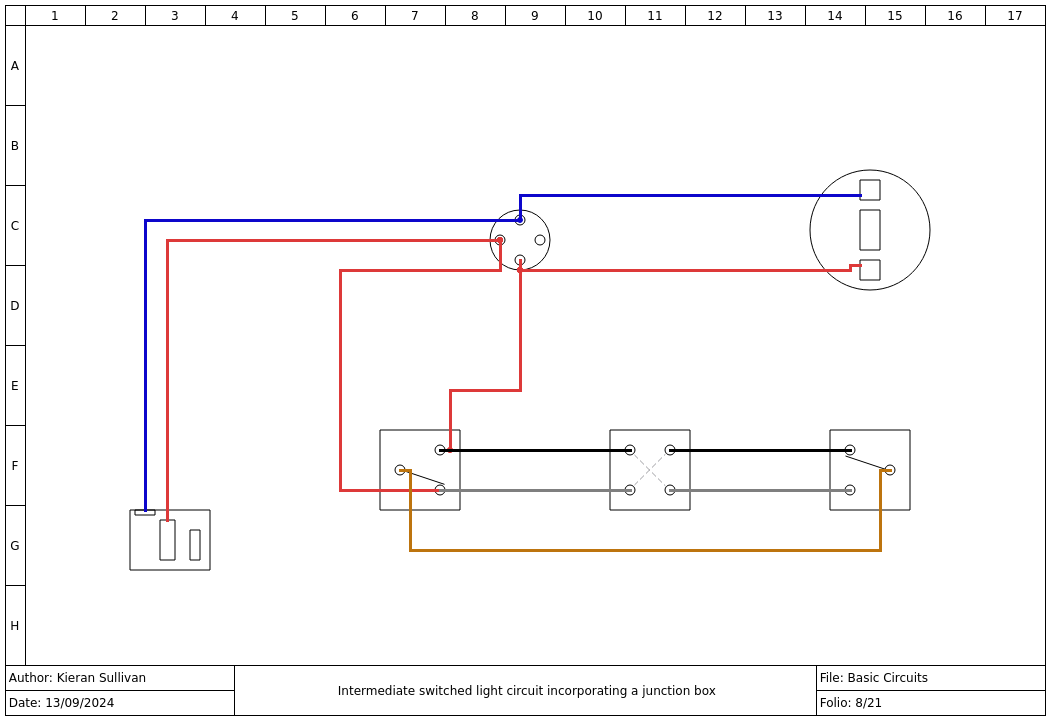 1 2 3 4 5 6 7 8 9 10 11 12 13 14 15 16 17
A
B
C
D
E
F
G
H
Author: Kieran Sullivan
Date: 13/09/2024
Intermediate switched light circuit incorporating a junction box
File: Basic Circuits
Folio: 8/21